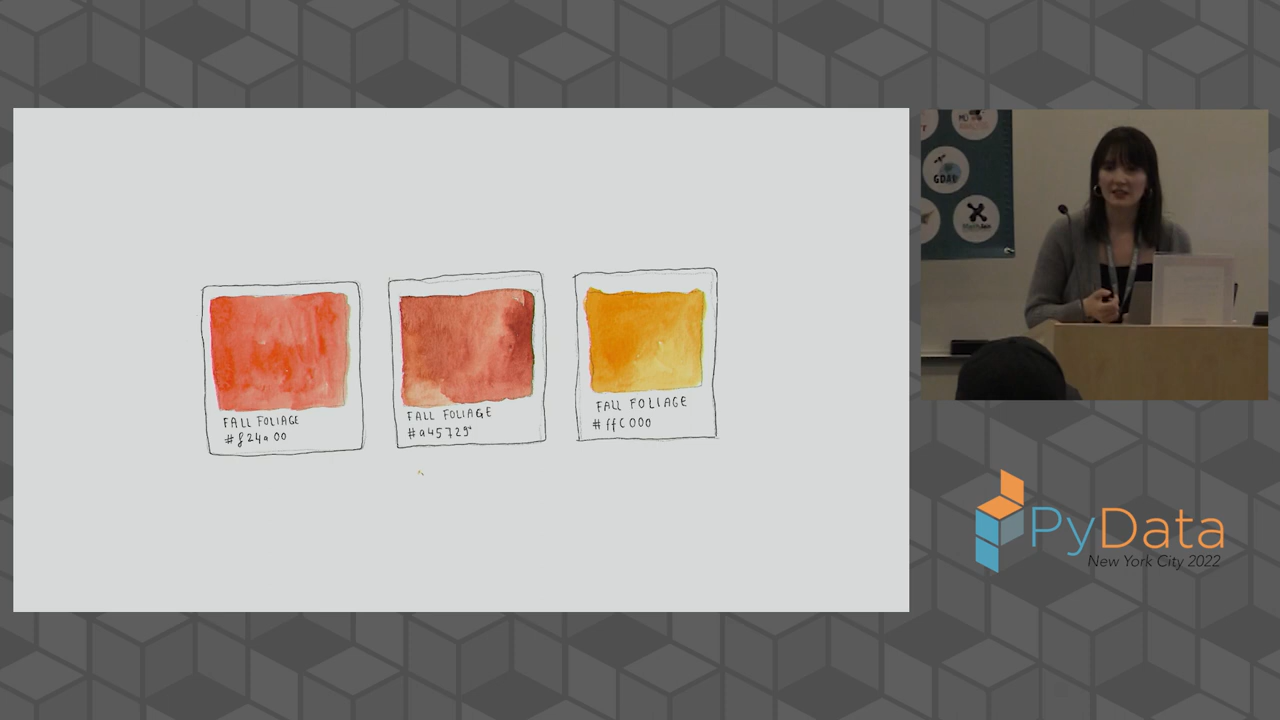 FALL FOLIAGE
#f24a00
FALL FOLIAGE
#a45729
FALL FOLIAGE
#ffC000
GDAL
PyData
New York City 2022